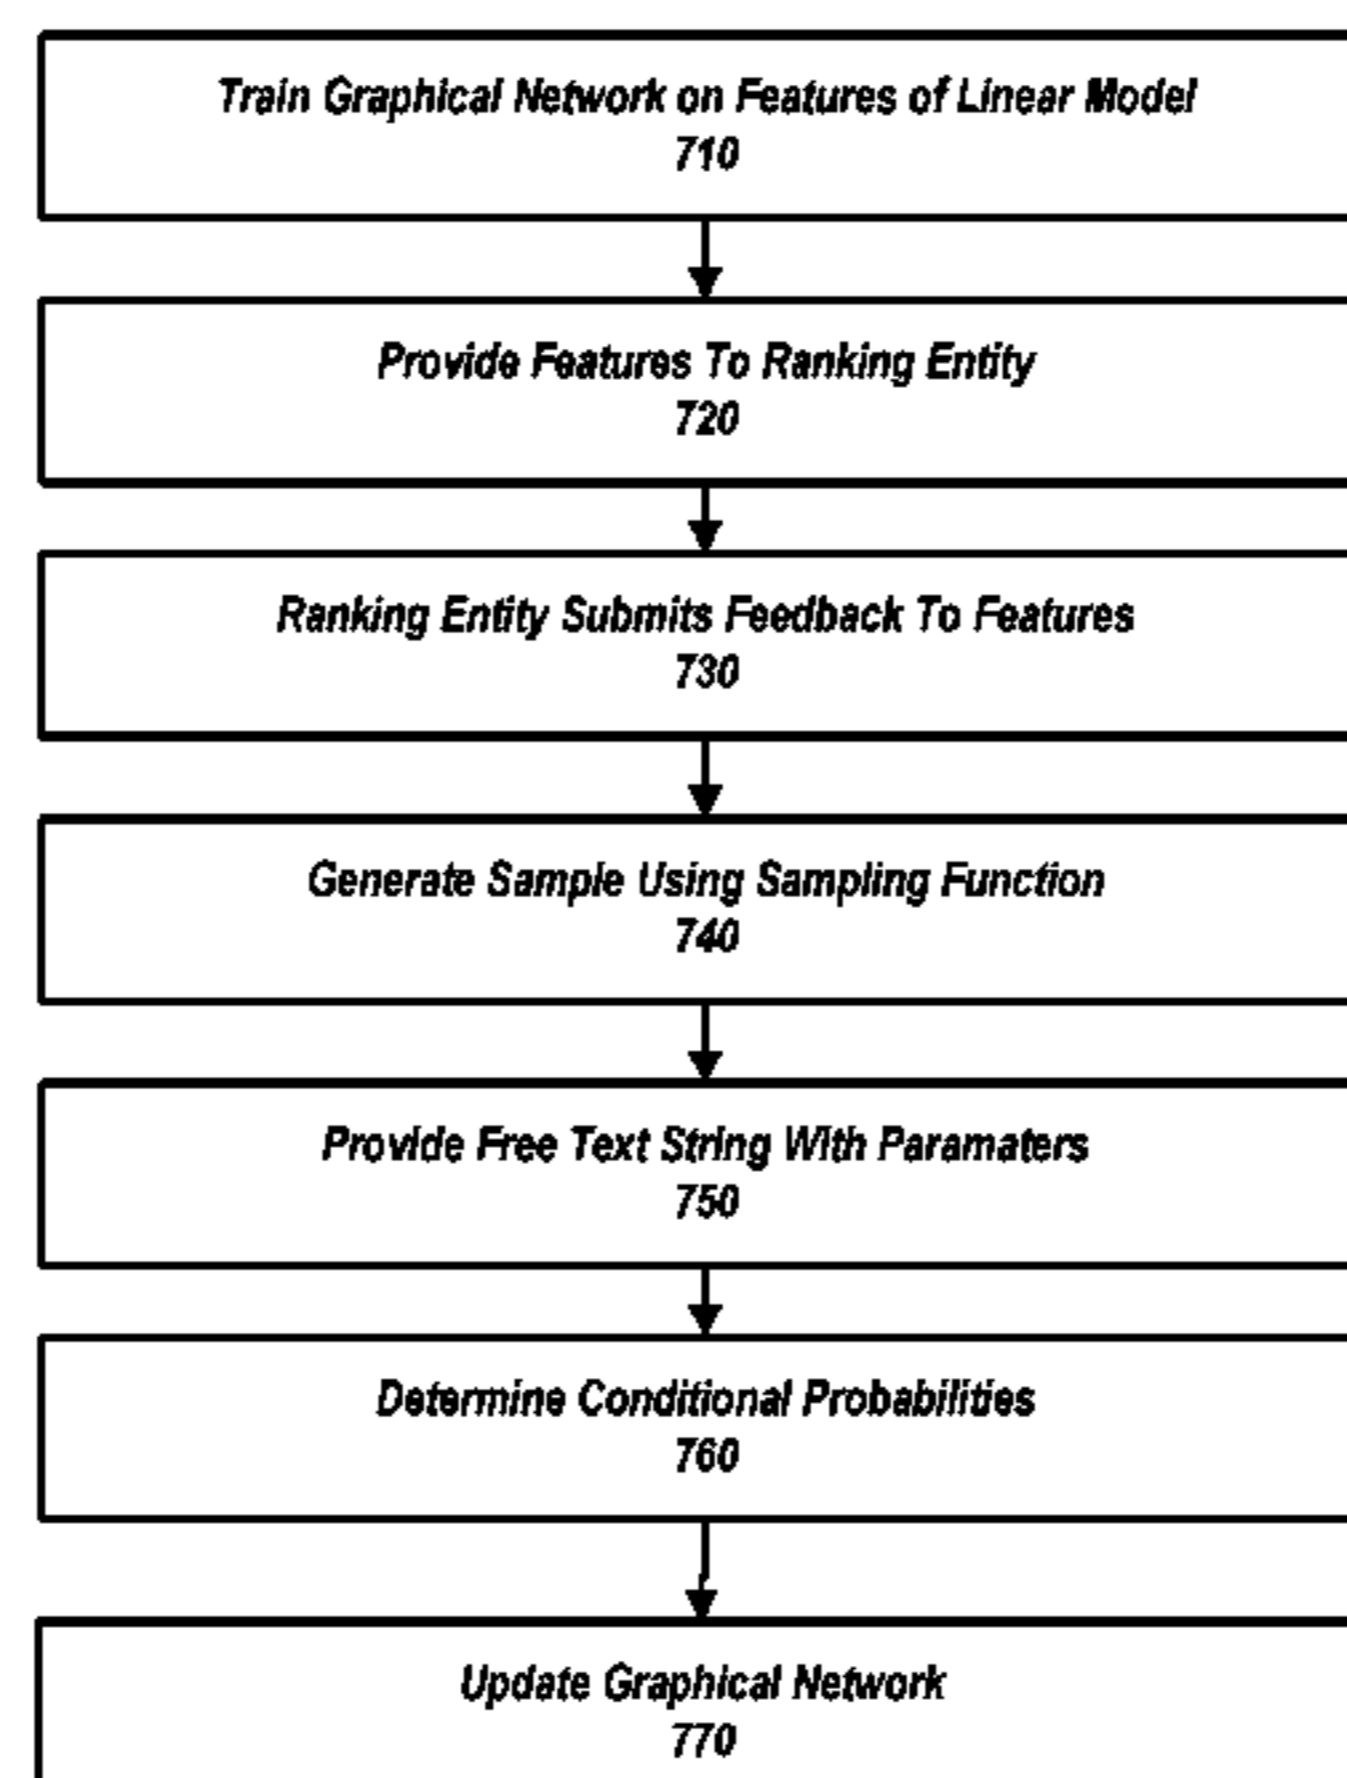 Train Graphical Network on Features of Linear Model
710
Provide Features To Ranking Entity
720
Ranking Entity Submits Feedback To Features
730
Generate Sample Using Sampling Function
740
Provide Free Text String With Paramaters
750
Determine Conditional Probabilities
760
Update Graphical Network
770